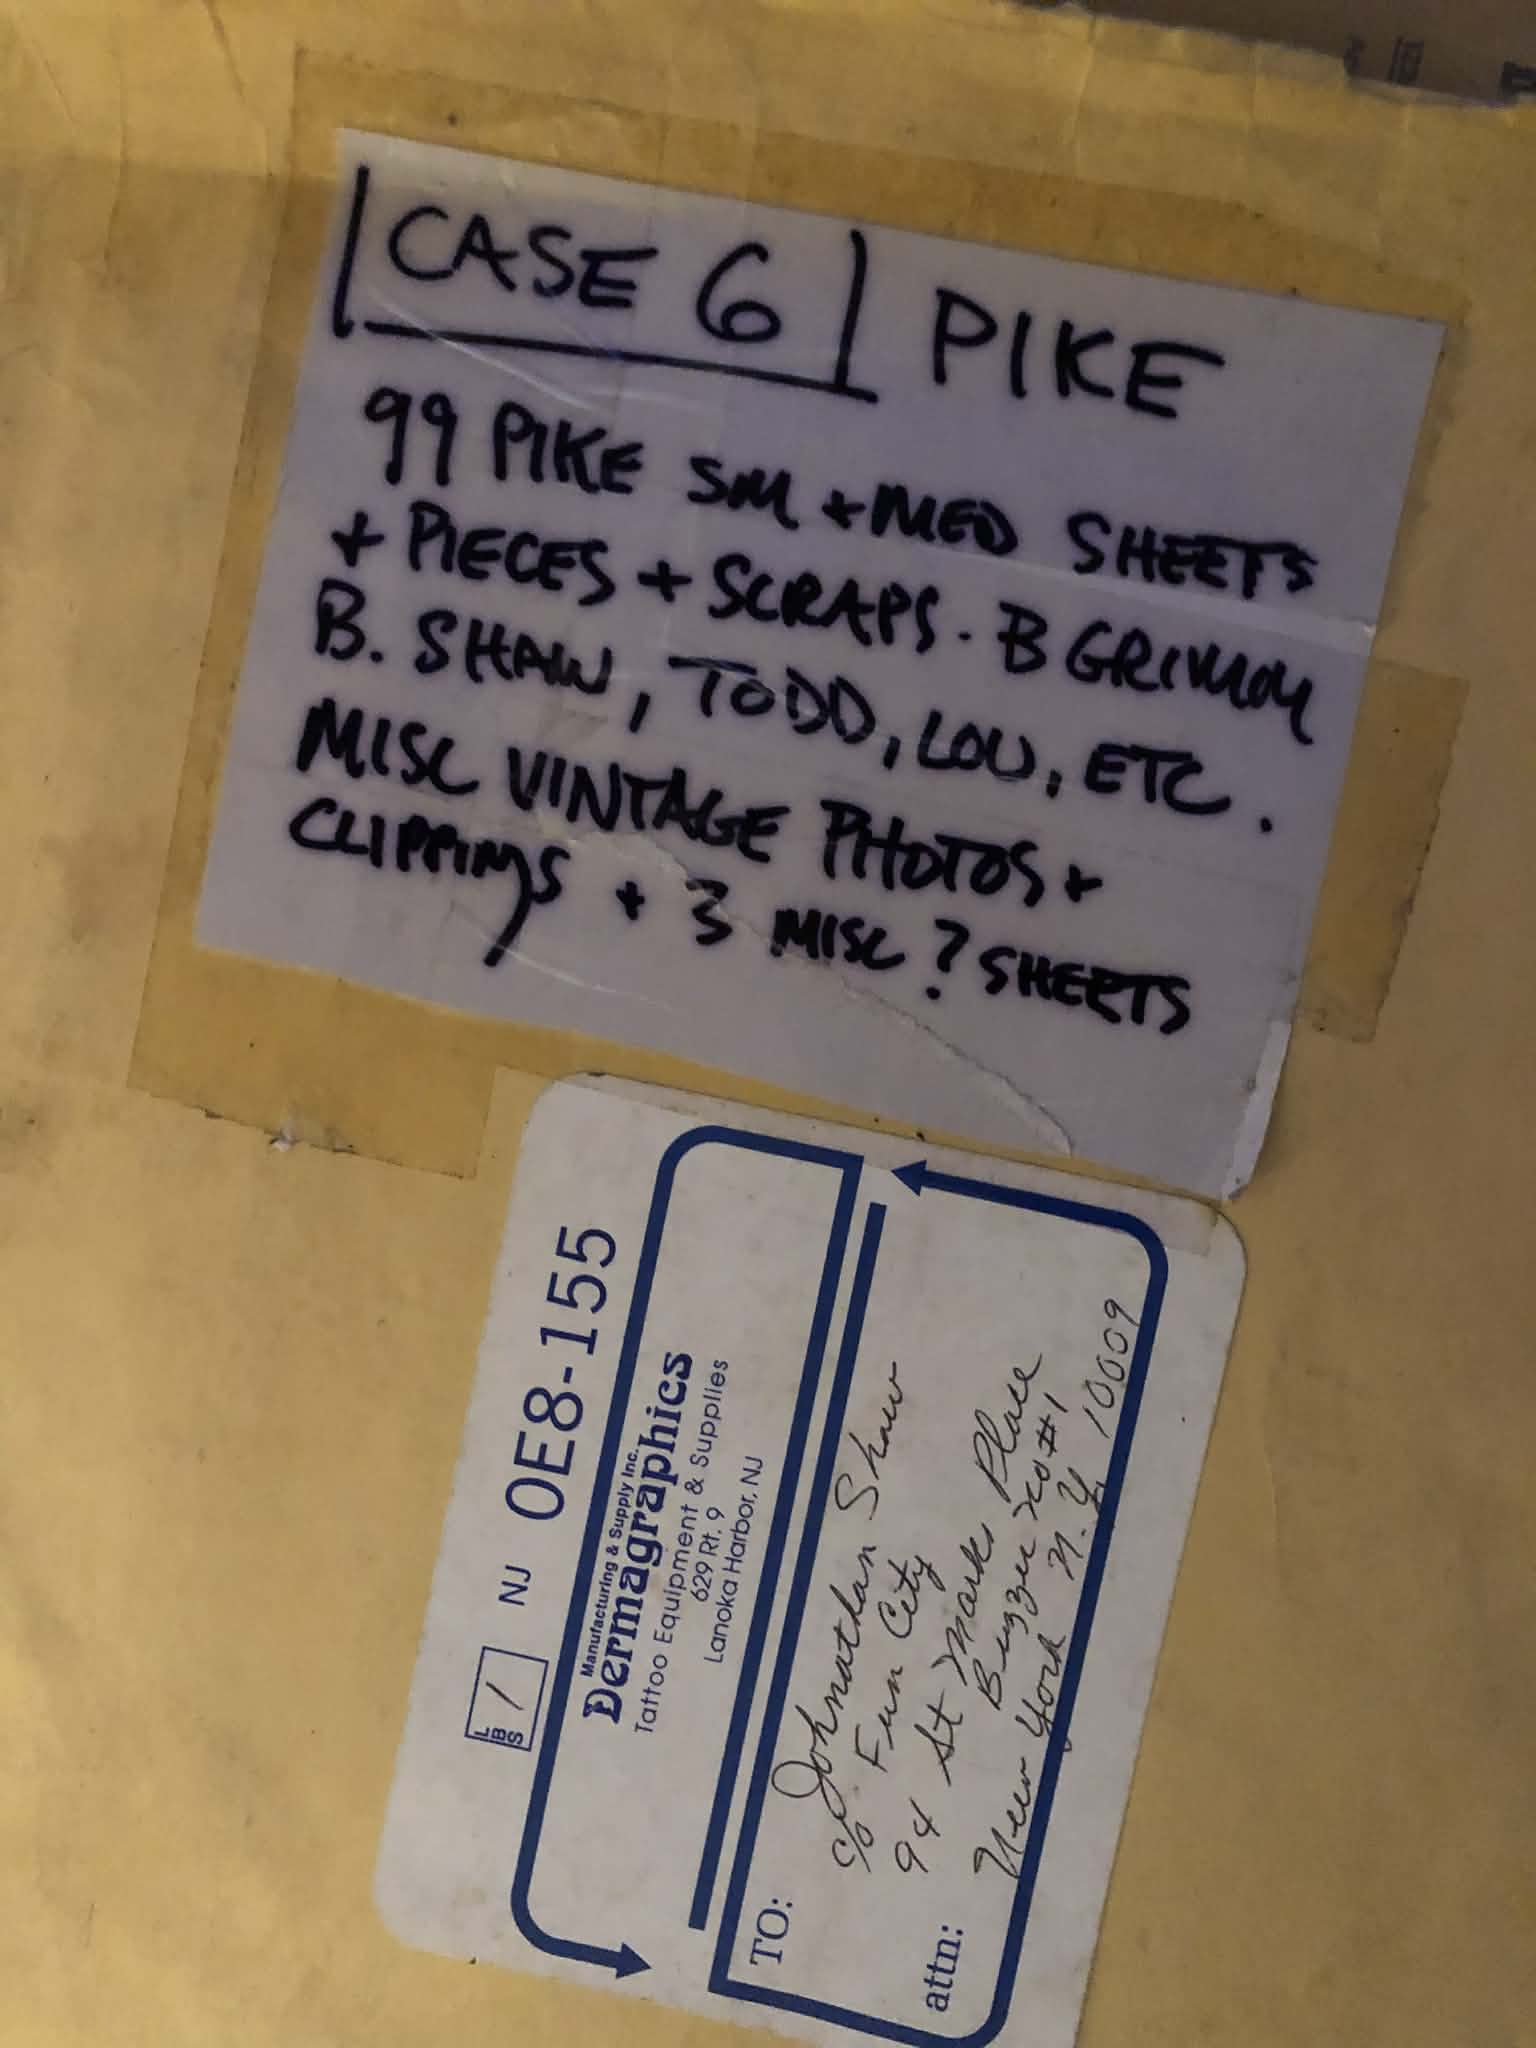 CASE 6 PIKE
99 PIKE SM + MED SHEETS
+ PIECES + SCRAPS. B GRIMM
B. SHAW, TODD, LOU, ETC.
MISC VINTAGE PHOTOS +
CLIPPINGS + 3 MISC ? SHEETS
LBS 1 NJ OE8-155
Manufacturing & Supply Inc.
Dermagraphics
Tattoo Equipment & Supplies
629 Rt. 9
Lanoka Harbor, NJ
TO: Johnathan Shaw
c/o Fun City
94 St Marks Place
attn: Buzzer no #1
New York N.Y. 10009